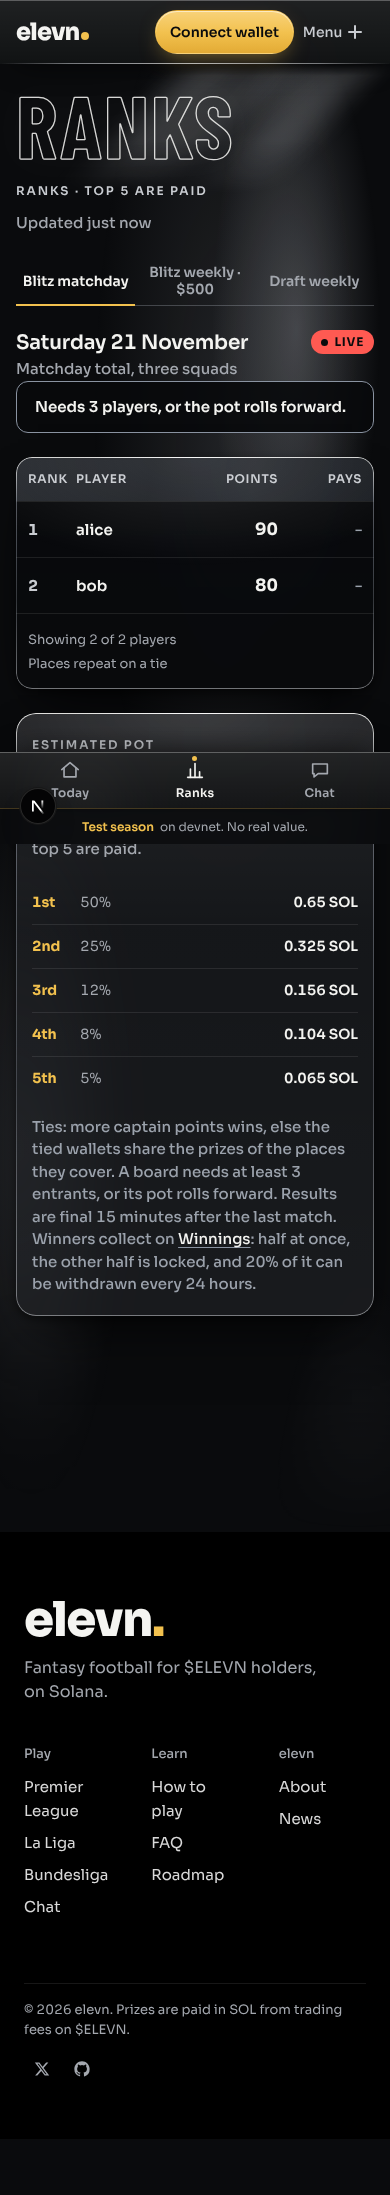 elevn.
Connect wallet
Menu
RANKS
RANKS · TOP 5 ARE PAID
Updated just now
Blitz matchday
Blitz weekly ·
$500
Draft weekly
Saturday 21 November
LIVE
Matchday total, three squads
Needs 3 players, or the pot rolls forward.
RANK PLAYER POINTS PAYS
1 alice 90 –
2 bob 80 –
Showing 2 of 2 players
Places repeat on a tie
ESTIMATED POT
Today
Ranks
Chat
N
Test season on devnet. No real value.
top 5 are paid.
1st 50% 0.65 SOL
2nd 25% 0.325 SOL
3rd 12% 0.156 SOL
4th 8% 0.104 SOL
5th 5% 0.065 SOL
Ties: more captain points wins, else the
tied wallets share the prizes of the places
they cover. A board needs at least 3
entrants, or its pot rolls forward. Results
are final 15 minutes after the last match.
Winners collect on Winnings: half at once,
the other half is locked, and 20% of it can
be withdrawn every 24 hours.
elevn.
Fantasy football for $ELEVN holders,
on Solana.
Play
Premier
League
La Liga
Bundesliga
Chat
Learn
How to
play
FAQ
Roadmap
elevn
About
News
© 2026 elevn. Prizes are paid in SOL from trading
fees on $ELEVN.